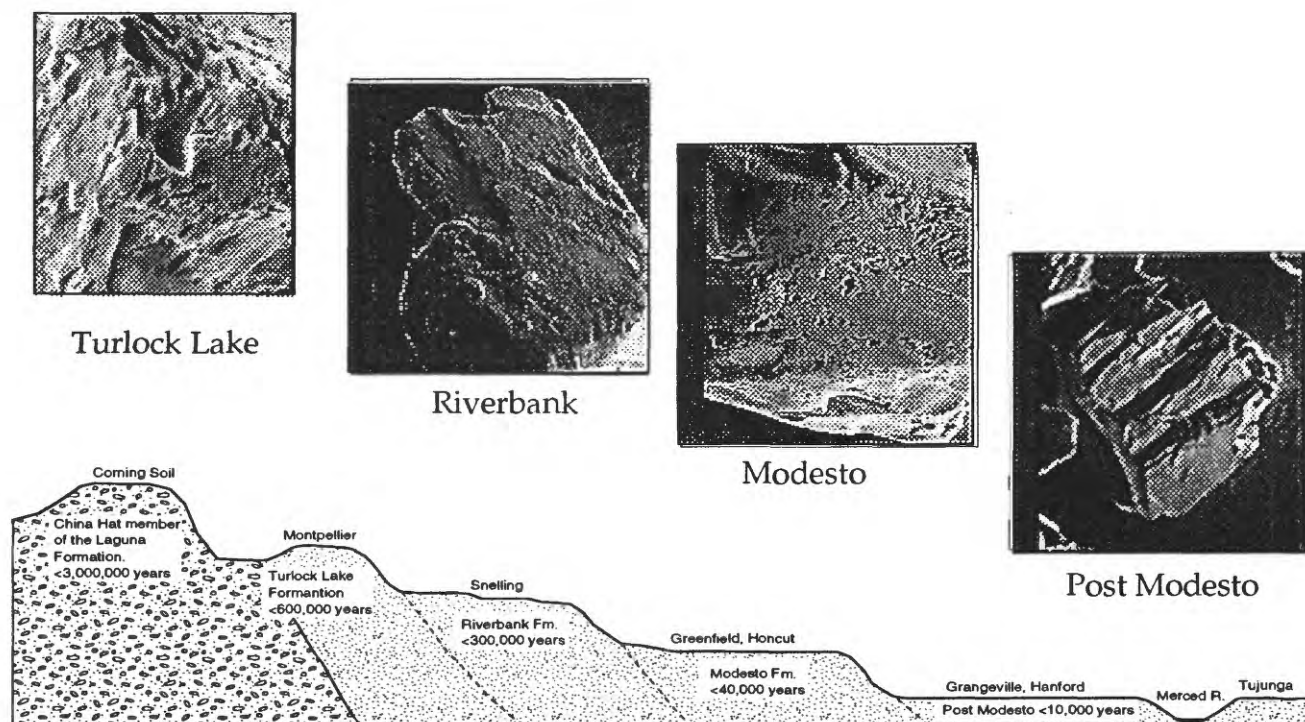 Turlock Lake
Riverbank
Modesto
Post Modesto
Corning Soil
China Hat member
of the Laguna
Formation.
<3,000,000 years
Montpellier
Turlock Lake
Formantion
<600,000 years
Snelling
Riverbank Fm.
<300,000 years
Greenfield, Honcut
Modesto Fm.
<40,000 years
Grangeville, Hanford
Post Modesto <10,000 years
Merced R.
Tujunga